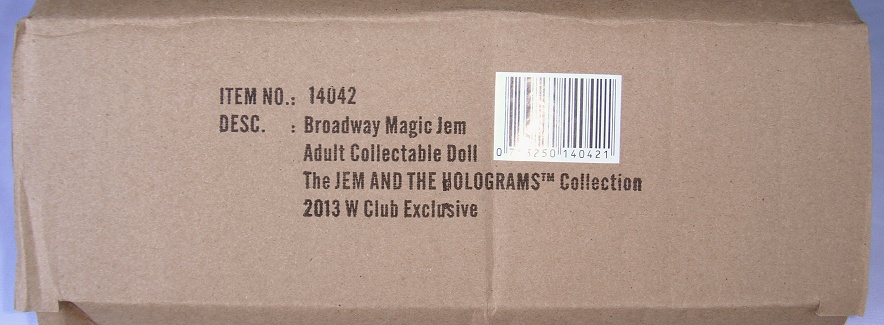 ITEM NO.: 14042
DESC. : Broadway Magic Jem
Adult Collectable Doll
The JEM AND THE HOLOGRAMS™ Collection
2013 W Club Exclusive
140421